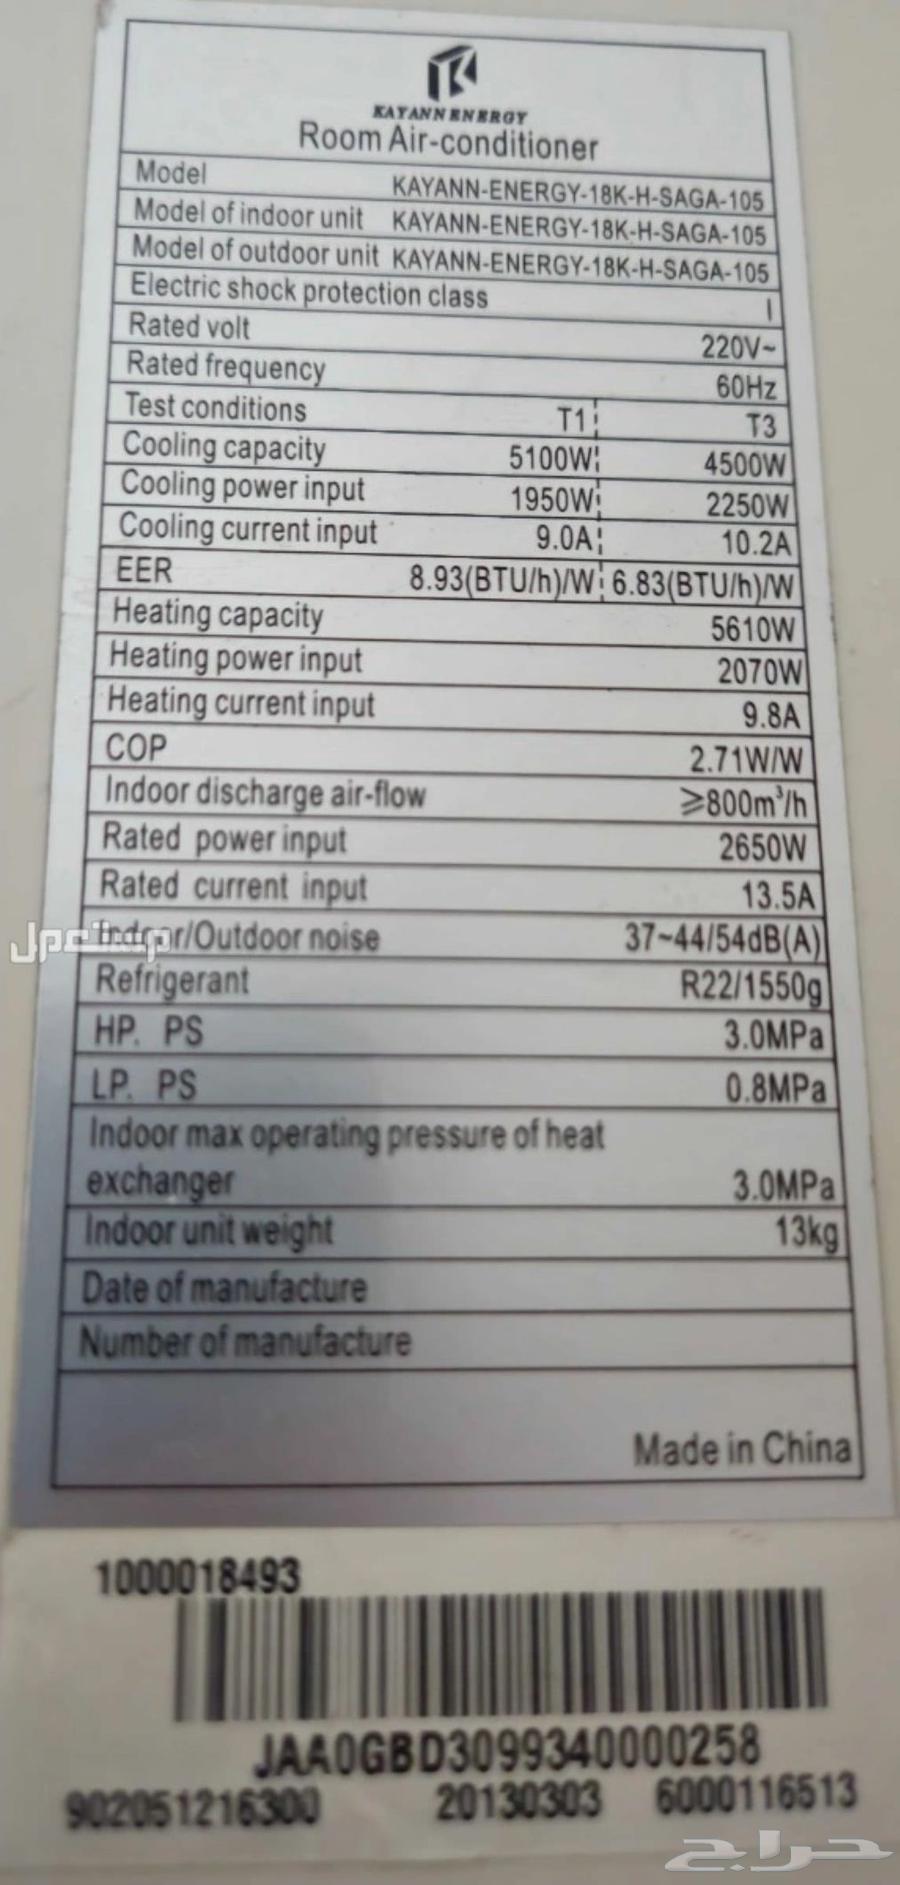 KAYANN ENERGY
Room Air-conditioner
Model KAYANN-ENERGY-18K-H-SAGA-105
Model of indoor unit KAYANN-ENERGY-18K-H-SAGA-105
Model of outdoor unit KAYANN-ENERGY-18K-H-SAGA-105
Electric shock protection class I
Rated volt 220V~
Rated frequency 60Hz
Test conditions T1 T3
Cooling capacity 5100W 4500W
Cooling power input 1950W 2250W
Cooling current input 9.0A 10.2A
EER 8.93(BTU/h)/W 6.83(BTU/h)/W
Heating capacity 5610W
Heating power input 2070W
Heating current input 9.8A
COP 2.71W/W
Indoor discharge air-flow ≥800m³/h
Rated power input 2650W
Rated current input 13.5A
مستعمل
Indoor/Outdoor noise 37~44/54dB(A)
Refrigerant R22/1550g
HP. PS 3.0MPa
LP. PS 0.8MPa
Indoor max operating pressure of heat
exchanger 3.0MPa
Indoor unit weight 13kg
Date of manufacture
Number of manufacture
Made in China
1000018493
JAA0GBD3099340000258
902051216300 20130303 6000116513
حراج